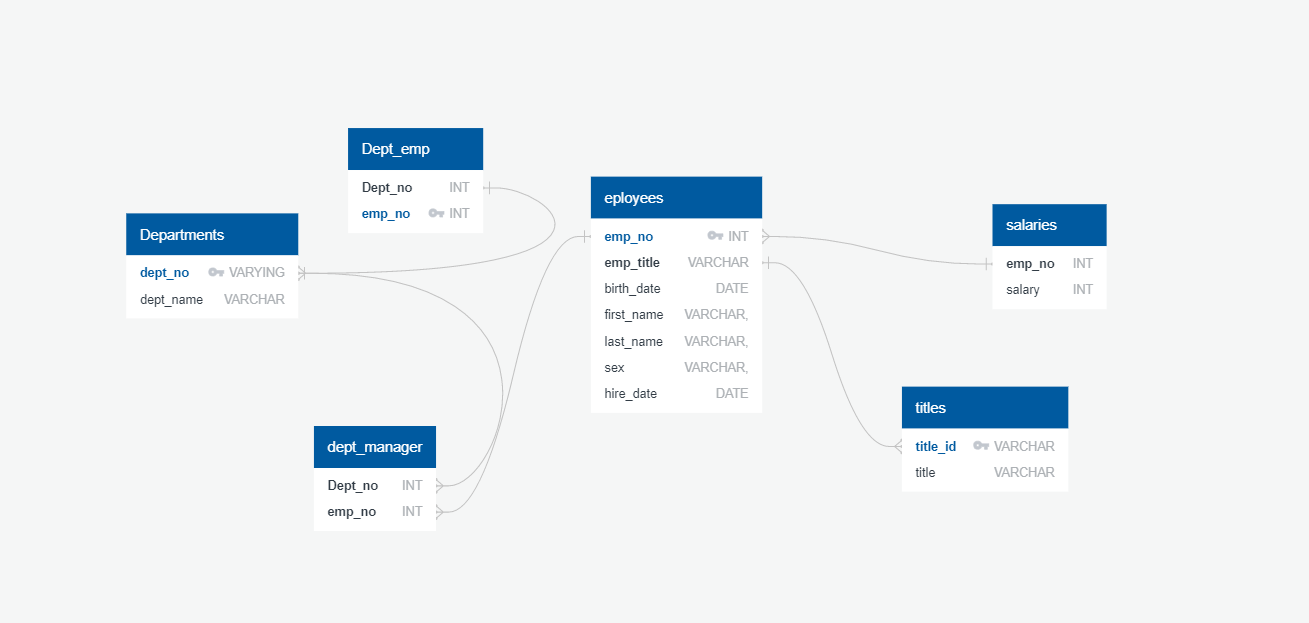 Dept_emp
Dept_no INT
emp_no INT
Departments
dept_no VARYING
dept_name VARCHAR
eployees
emp_no INT
emp_title VARCHAR
birth_date DATE
first_name VARCHAR,
last_name VARCHAR,
sex VARCHAR,
hire_date DATE
salaries
emp_no INT
salary INT
dept_manager
Dept_no INT
emp_no INT
titles
title_id VARCHAR
title VARCHAR